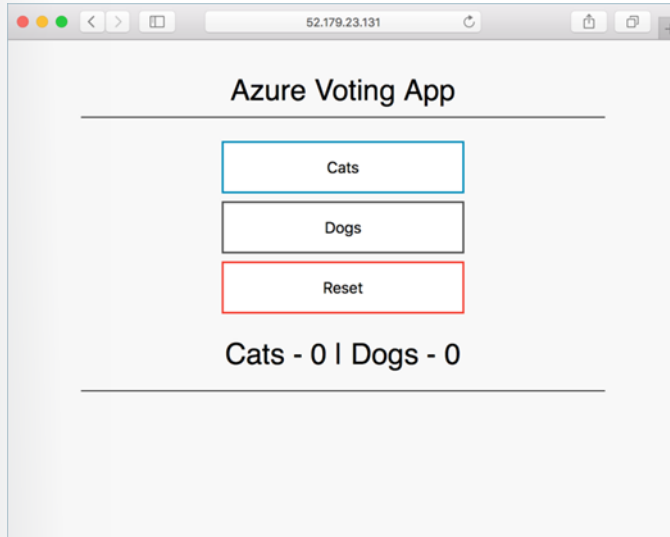 52.179.23.131
Azure Voting App
Cats
Dogs
Reset
Cats - 0 | Dogs - 0